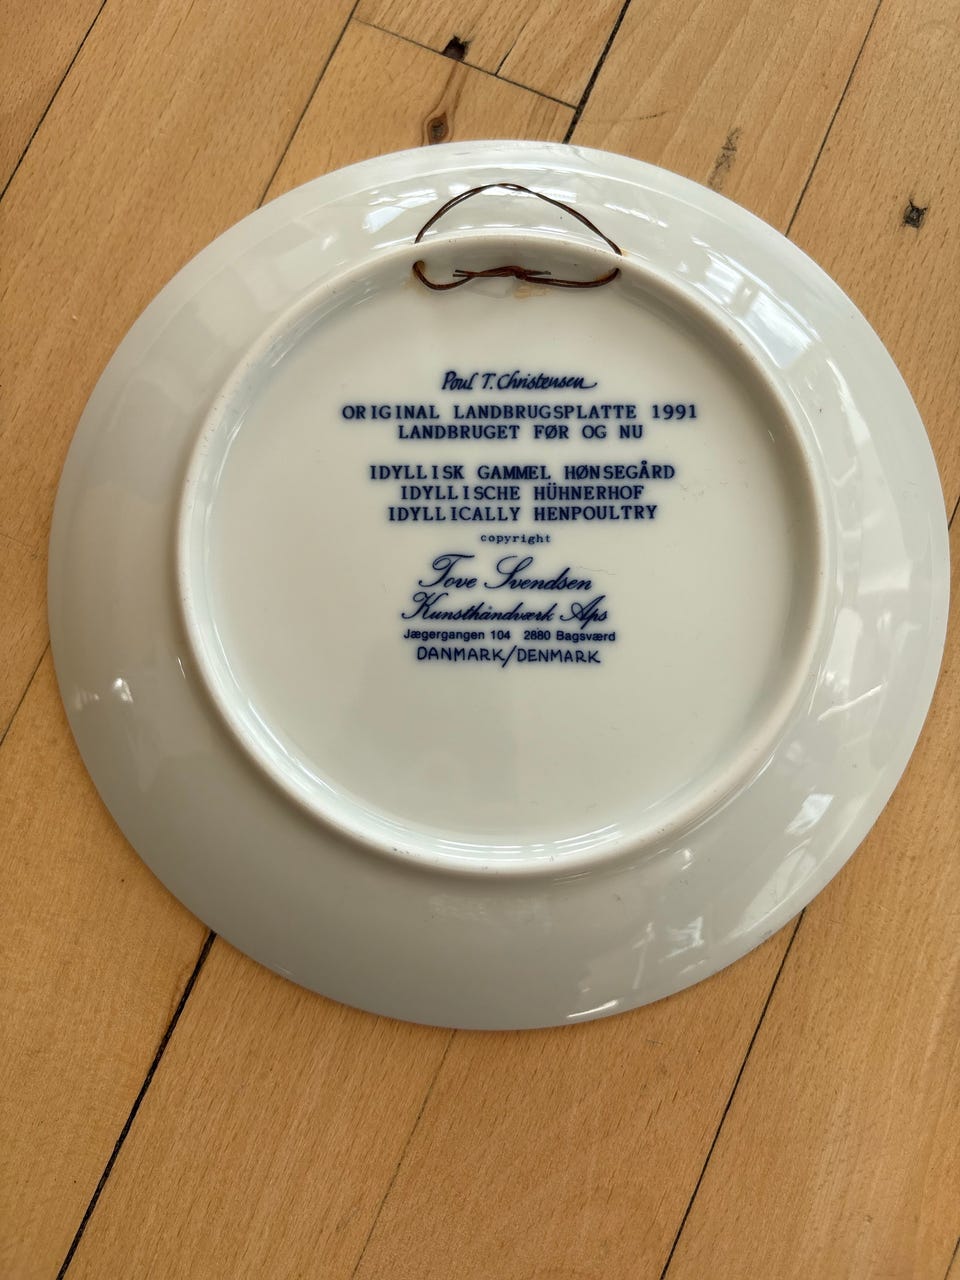 Poul T. Christensen
ORIGINAL LANDBRUGSPLATTE 1991
LANDBRUGET FØR OG NU
IDYLLISK GAMMEL HØNSEGÅRD
IDYLLISCHE HÜHNERHOF
IDYLLICALLY HENPOULTRY
copyright
Tove Svendsen
Kunsthåndværk Aps
Jægergangen 104 2880 Bagsværd
DANMARK/DENMARK